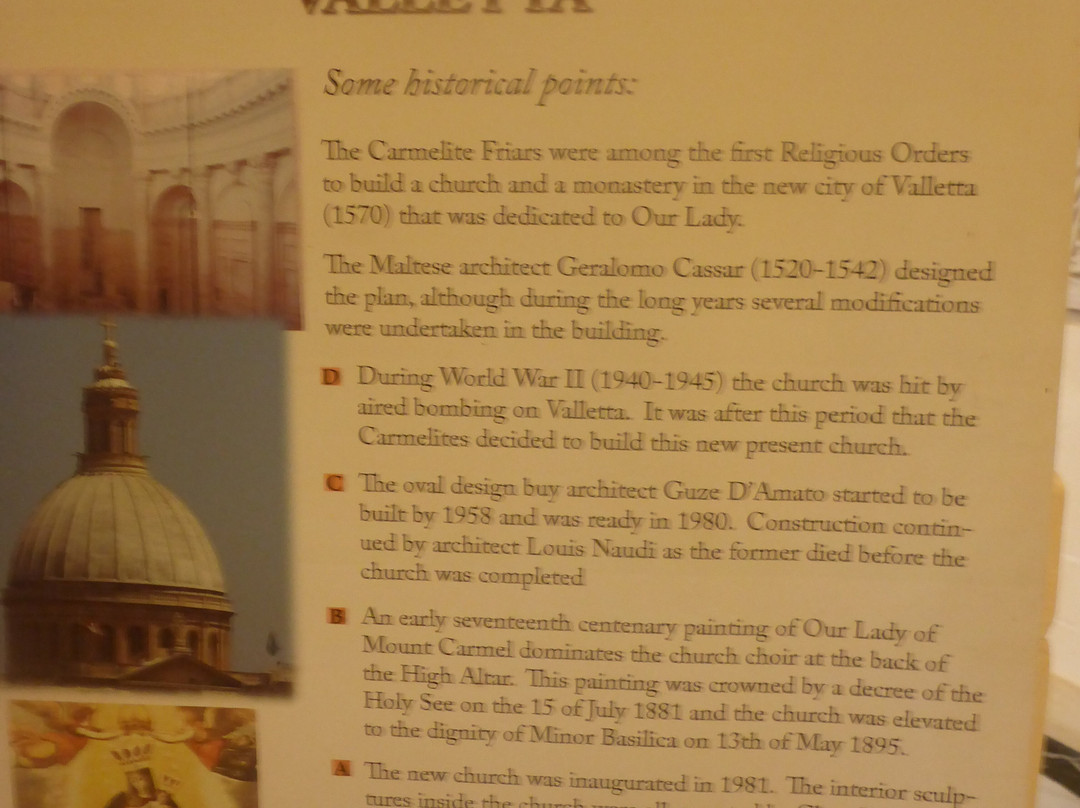 VALLETTA
Some historical points:
The Carmelite Friars were among the first Religious Orders
to build a church and a monastery in the new city of Valletta
(1570) that was dedicated to Our Lady.
The Maltese architect Geralomo Cassar (1520-1542) designed
the plan, although during the long years several modifications
were undertaken in the building.
D During World War II (1940-1945) the church was hit by
aired bombing on Valletta. It was after this period that the
Carmelites decided to build this new present church.
C The oval design buy architect Guze D'Amato started to be
built by 1958 and was ready in 1980. Construction contin-
ued by architect Louis Naudi as the former died before the
church was completed
B An early seventeenth centenary painting of Our Lady of
Mount Carmel dominates the church choir at the back of
the High Altar. This painting was crowned by a decree of the
Holy See on the 15 of July 1881 and the church was elevated
to the dignity of Minor Basilica on 13th of May 1895.
A The new church was inaugurated in 1981. The interior sculp-
tures inside the church